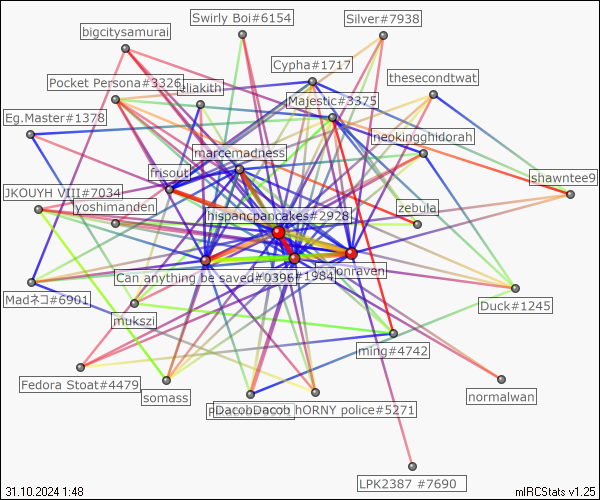 Swirly Boi#6154
Silver#7938
bigcitysamurai
Cypha#1717
thesecondtwat
Pocket Persona#3326
Majestic#3375
Eg.Master#1378
neokingghidorah
marcemadness
frisout
shawntee9
JKOUYH VIII#7034
yoshimanden
hispancpancakes#2928
zebula
Can anything be saved#0396
#1984
Madネコ#6901
Duck#1245
mukszi
ming#4742
Fedora Stoat#4479
somass
DacobDacob
hORNY police#5271
normalwan
LPK2387 #7690
31.10.2024 1:48
mIRCStats v1.25